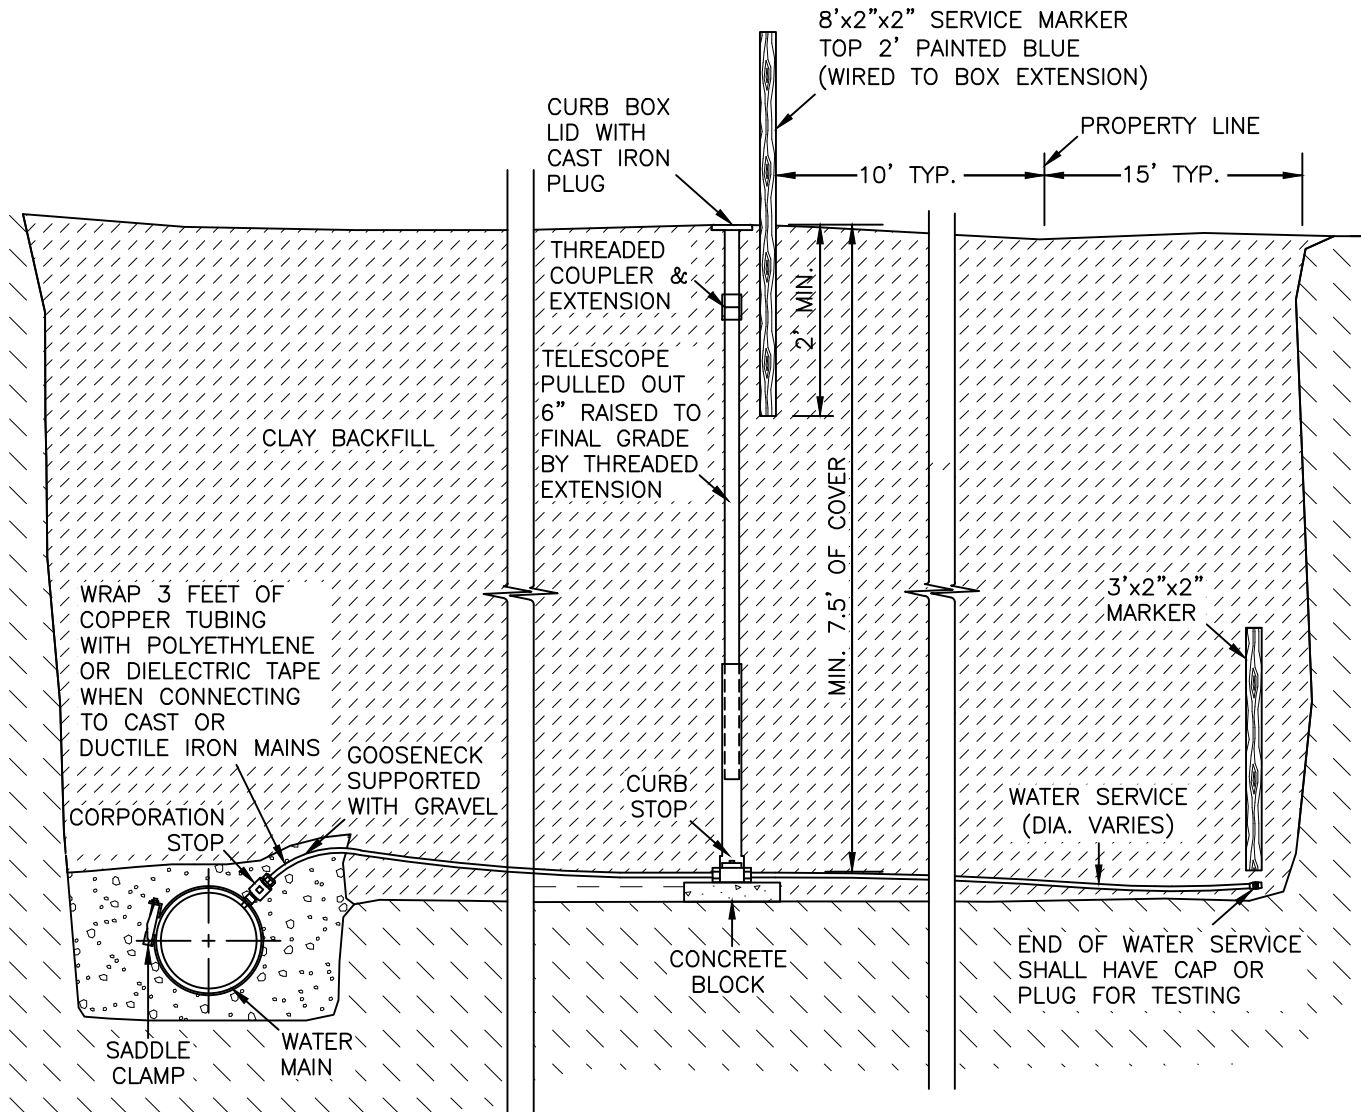 8'x2"x2" SERVICE MARKER
TOP 2' PAINTED BLUE
(WIRED TO BOX EXTENSION)
CURB BOX
LID WITH
CAST IRON
PLUG
PROPERTY LINE
10' TYP.
15' TYP.
THREADED
COUPLER &
EXTENSION
2' MIN.
TELESCOPE
PULLED OUT
6" RAISED TO
FINAL GRADE
BY THREADED
EXTENSION
CLAY BACKFILL
MIN. 7.5' OF COVER
WRAP 3 FEET OF
COPPER TUBING
WITH POLYETHYLENE
OR DIELECTRIC TAPE
WHEN CONNECTING
TO CAST OR
DUCTILE IRON MAINS
3'x2"x2"
MARKER
GOOSENECK
SUPPORTED
WITH GRAVEL
CORPORATION
STOP
CURB
STOP
WATER SERVICE
(DIA. VARIES)
CONCRETE
BLOCK
END OF WATER SERVICE
SHALL HAVE CAP OR
PLUG FOR TESTING
SADDLE
CLAMP
WATER
MAIN